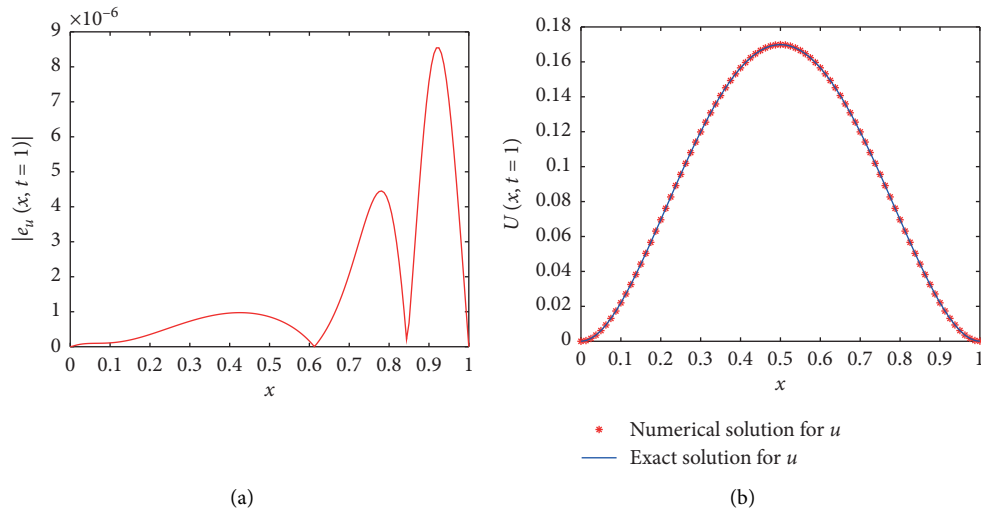 ×10⁻⁶
9
8
7
6
5
4
3
2
1
0
|eᵤ (x, t = 1)|
0 0.1 0.2 0.3 0.4 0.5 0.6 0.7 0.8 0.9 1
x
(a)
0.18
0.16
0.14
0.12
0.10
0.08
0.06
0.04
0.02
0
U (x, t = 1)
0 0.1 0.2 0.3 0.4 0.5 0.6 0.7 0.8 0.9 1
x
Numerical solution for u
Exact solution for u
(b)